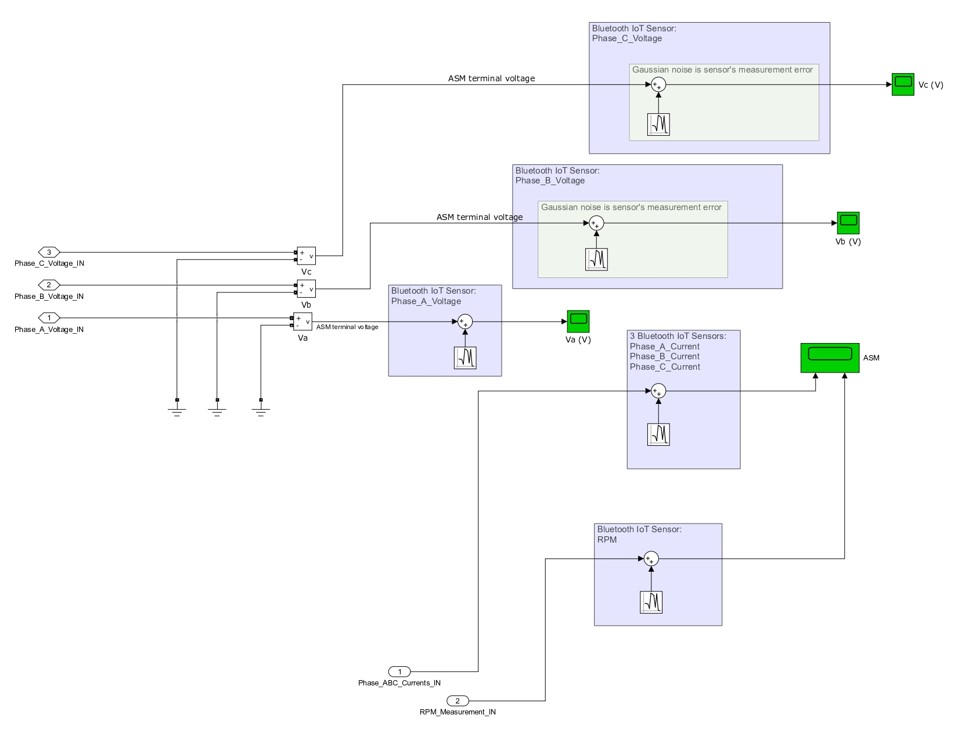 Bluetooth IoT Sensor:
Phase_C_Voltage
Gaussian noise is sensor's measurement error
ASM terminal voltage
Vc (V)
Bluetooth IoT Sensor:
Phase_B_Voltage
Gaussian noise is sensor's measurement error
ASM terminal voltage
Vb (V)
3
Phase_C_Voltage_IN
+
-
v
Vc
2
Phase_B_Voltage_IN
+
-
v
Vb
1
Phase_A_Voltage_IN
+
-
v
Va
ASM terminal voltage
Bluetooth IoT Sensor:
Phase_A_Voltage
Va (V)
3 Bluetooth IoT Sensors:
Phase_A_Current
Phase_B_Current
Phase_C_Current
ASM
Bluetooth IoT Sensor:
RPM
1
Phase_ABC_Currents_IN
2
RPM_Measurement_IN